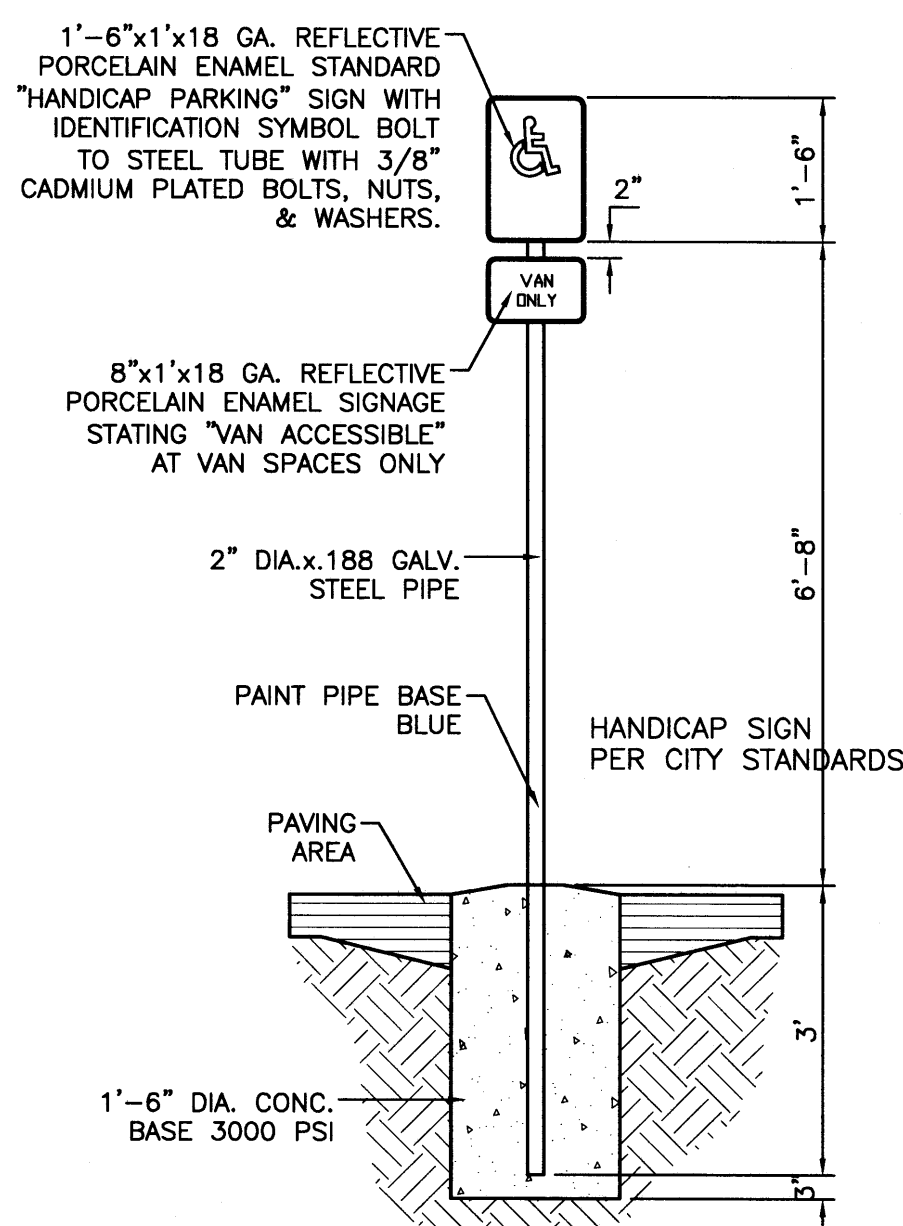 1'-6"x1'x18 GA. REFLECTIVE
PORCELAIN ENAMEL STANDARD
"HANDICAP PARKING" SIGN WITH
IDENTIFICATION SYMBOL BOLT
TO STEEL TUBE WITH 3/8"
CADMIUM PLATED BOLTS, NUTS,
& WASHERS.
1'-6"
2"
VAN
ONLY
8"x1'x18 GA. REFLECTIVE
PORCELAIN ENAMEL SIGNAGE
STATING "VAN ACCESSIBLE"
AT VAN SPACES ONLY
6'-8"
2" DIA.x.188 GALV.
STEEL PIPE
PAINT PIPE BASE
BLUE
HANDICAP SIGN
PER CITY STANDARDS
PAVING
AREA
3'
1'-6" DIA. CONC.
BASE 3000 PSI
3"